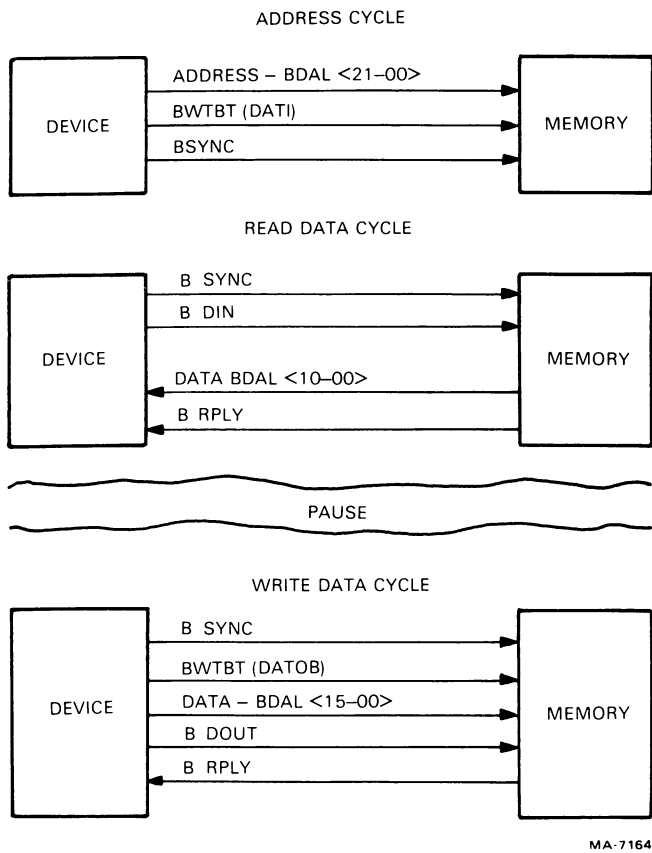 ADDRESS CYCLE
ADDRESS – BDAL <21–00>
BWTBT (DATI)
BSYNC
DEVICE
MEMORY
READ DATA CYCLE
B SYNC
B DIN
DATA BDAL <10–00>
B RPLY
DEVICE
MEMORY
PAUSE
WRITE DATA CYCLE
B SYNC
BWTBT (DATOB)
DATA – BDAL <15–00>
B DOUT
B RPLY
DEVICE
MEMORY
MA-7164